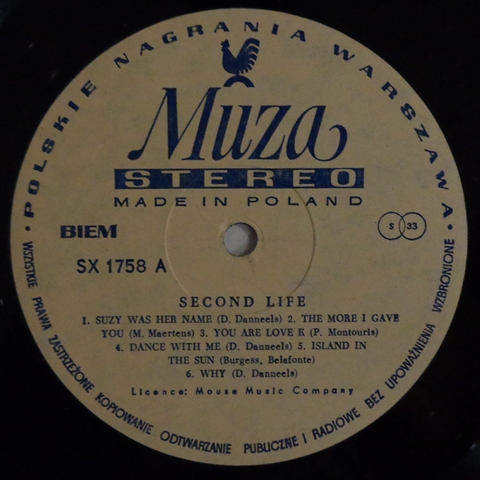 • POLSKIE NAGRANIA WARSZAWA •
Muza
STEREO
MADE IN POLAND
BIEM
S 33
SX 1758 A
SECOND LIFE
1. SUZY WAS HER NAME (D. Danneels) 2. THE MORE I GAVE
YOU (M. Maertens) 3. YOU ARE LOVE K (P. Montouris)
4. DANCE WITH ME (D. Danneels) 5. ISLAND IN
THE SUN (Burgess, Belafonte)
6. WHY (D. Danneels)
Licence: Mouse Music Company
WSZYSTKIE PRAWA ZASTRZEŻONE KOPIOWANIE ODTWARZANIE PUBLICZNE I RADIOWE BEZ UPOWAŻNIENIA WZBRONIONE